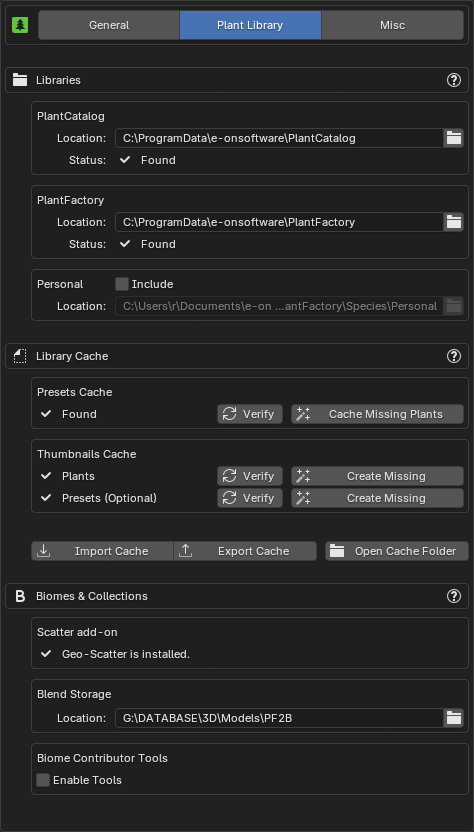 General Plant Library Misc
Libraries ?
PlantCatalog
Location: C:\ProgramData\e-onsoftware\PlantCatalog
Status: Found
PlantFactory
Location: C:\ProgramData\e-onsoftware\PlantFactory
Status: Found
Personal Include
Location: C:\Users\r\Documents\e-on ...antFactory\Species\Personal
Library Cache ?
Presets Cache
Found Verify Cache Missing Plants
Thumbnails Cache
Plants Verify Create Missing
Presets (Optional) Verify Create Missing
Import Cache Export Cache Open Cache Folder
B Biomes & Collections ?
Scatter add-on
Geo-Scatter is installed.
Blend Storage
Location: G:\DATABASE\3D\Models\PF2B
Biome Contributor Tools
Enable Tools